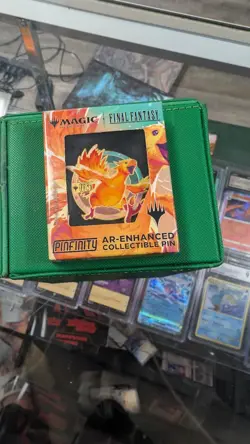 MAGIC FINAL FANTASY
PINFINITY AR-ENHANCED
COLLECTIBLE PIN